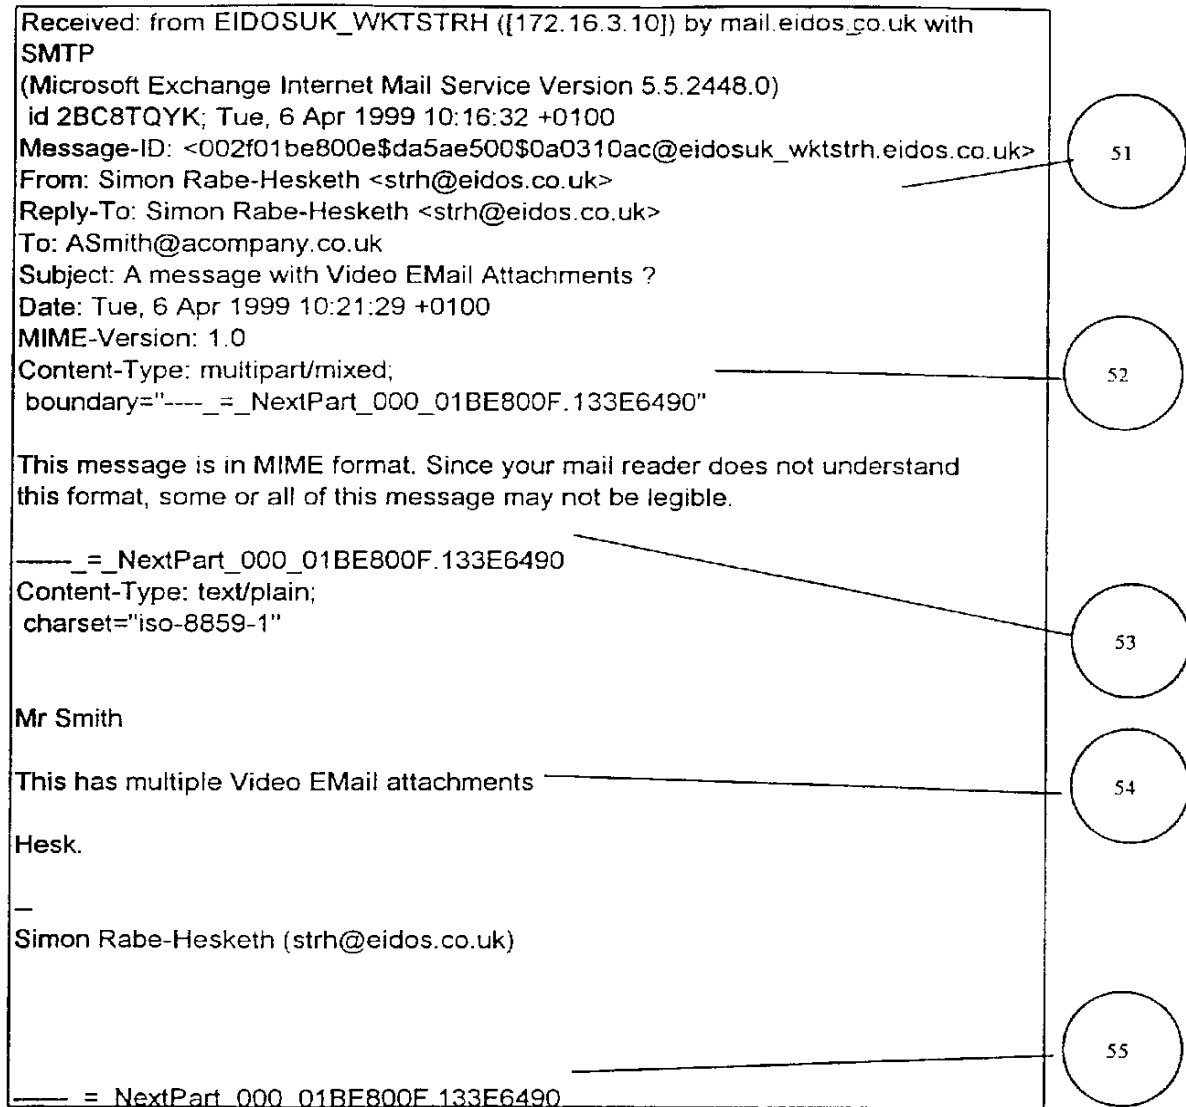 Received: from EIDOSUK_WKTSTRH ([172.16.3.10]) by mail.eidos.co.uk with
SMTP
(Microsoft Exchange Internet Mail Service Version 5.5.2448.0)
id 2BC8TQYK; Tue, 6 Apr 1999 10:16:32 +0100
Message-ID: <002f01be800e$da5ae500$0a0310ac@eidosuk_wktstrh.eidos.co.uk>
51
From: Simon Rabe-Hesketh <strh@eidos.co.uk>
Reply-To: Simon Rabe-Hesketh <strh@eidos.co.uk>
To: ASmith@acompany.co.uk
Subject: A message with Video EMail Attachments ?
Date: Tue, 6 Apr 1999 10:21:29 +0100
MIME-Version: 1.0
Content-Type: multipart/mixed;
52
boundary="----_=_NextPart_000_01BE800F.133E6490"
This message is in MIME format. Since your mail reader does not understand
this format, some or all of this message may not be legible.
------_=_NextPart_000_01BE800F.133E6490
Content-Type: text/plain;
charset="iso-8859-1"
53
Mr Smith
This has multiple Video EMail attachments
54
Hesk.
–
Simon Rabe-Hesketh (strh@eidos.co.uk)
55
------_=_NextPart_000_01BE800F.133E6490